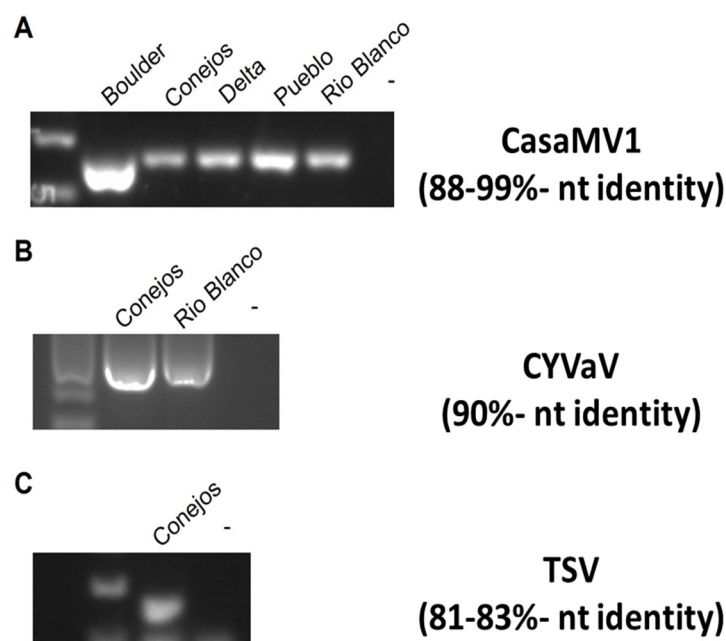 A
Boulder
Conejos
Delta
Pueblo
Rio Blanco
-
CasaMV1
(88-99%- nt identity)
B
Conejos
Rio Blanco
-
CYVaV
(90%- nt identity)
C
Conejos
-
TSV
(81-83%- nt identity)